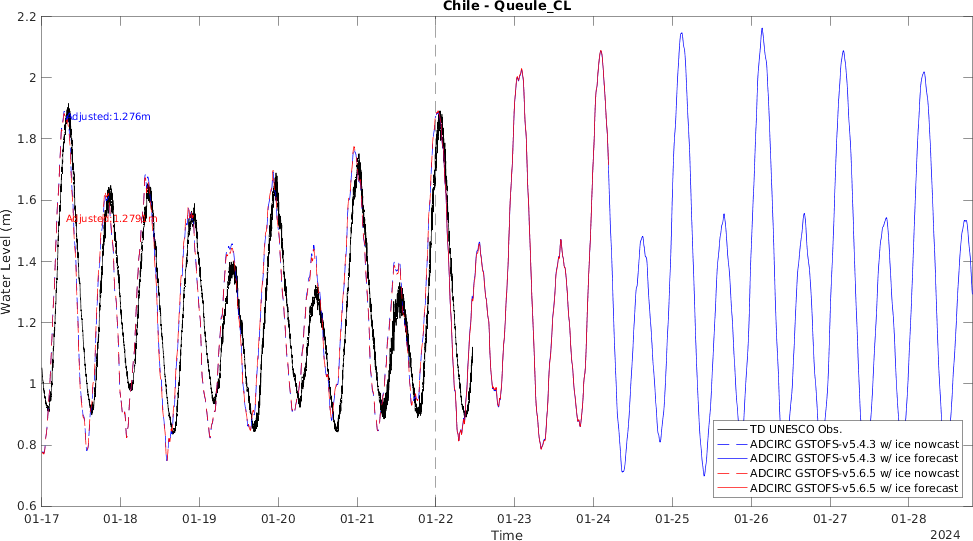 Chile - Queule_CL
Water Level (m)
2.2
2
1.8
1.6
1.4
1.2
1
0.8
0.6
Adjusted:1.276m
Adjusted:1.279m
TD UNESCO Obs.
ADCIRC GSTOFS-v5.4.3 w/ ice nowcast
ADCIRC GSTOFS-v5.4.3 w/ ice forecast
ADCIRC GSTOFS-v5.6.5 w/ ice nowcast
ADCIRC GSTOFS-v5.6.5 w/ ice forecast
01-17 01-18 01-19 01-20 01-21 01-22 01-23 01-24 01-25 01-26 01-27 01-28
Time
2024